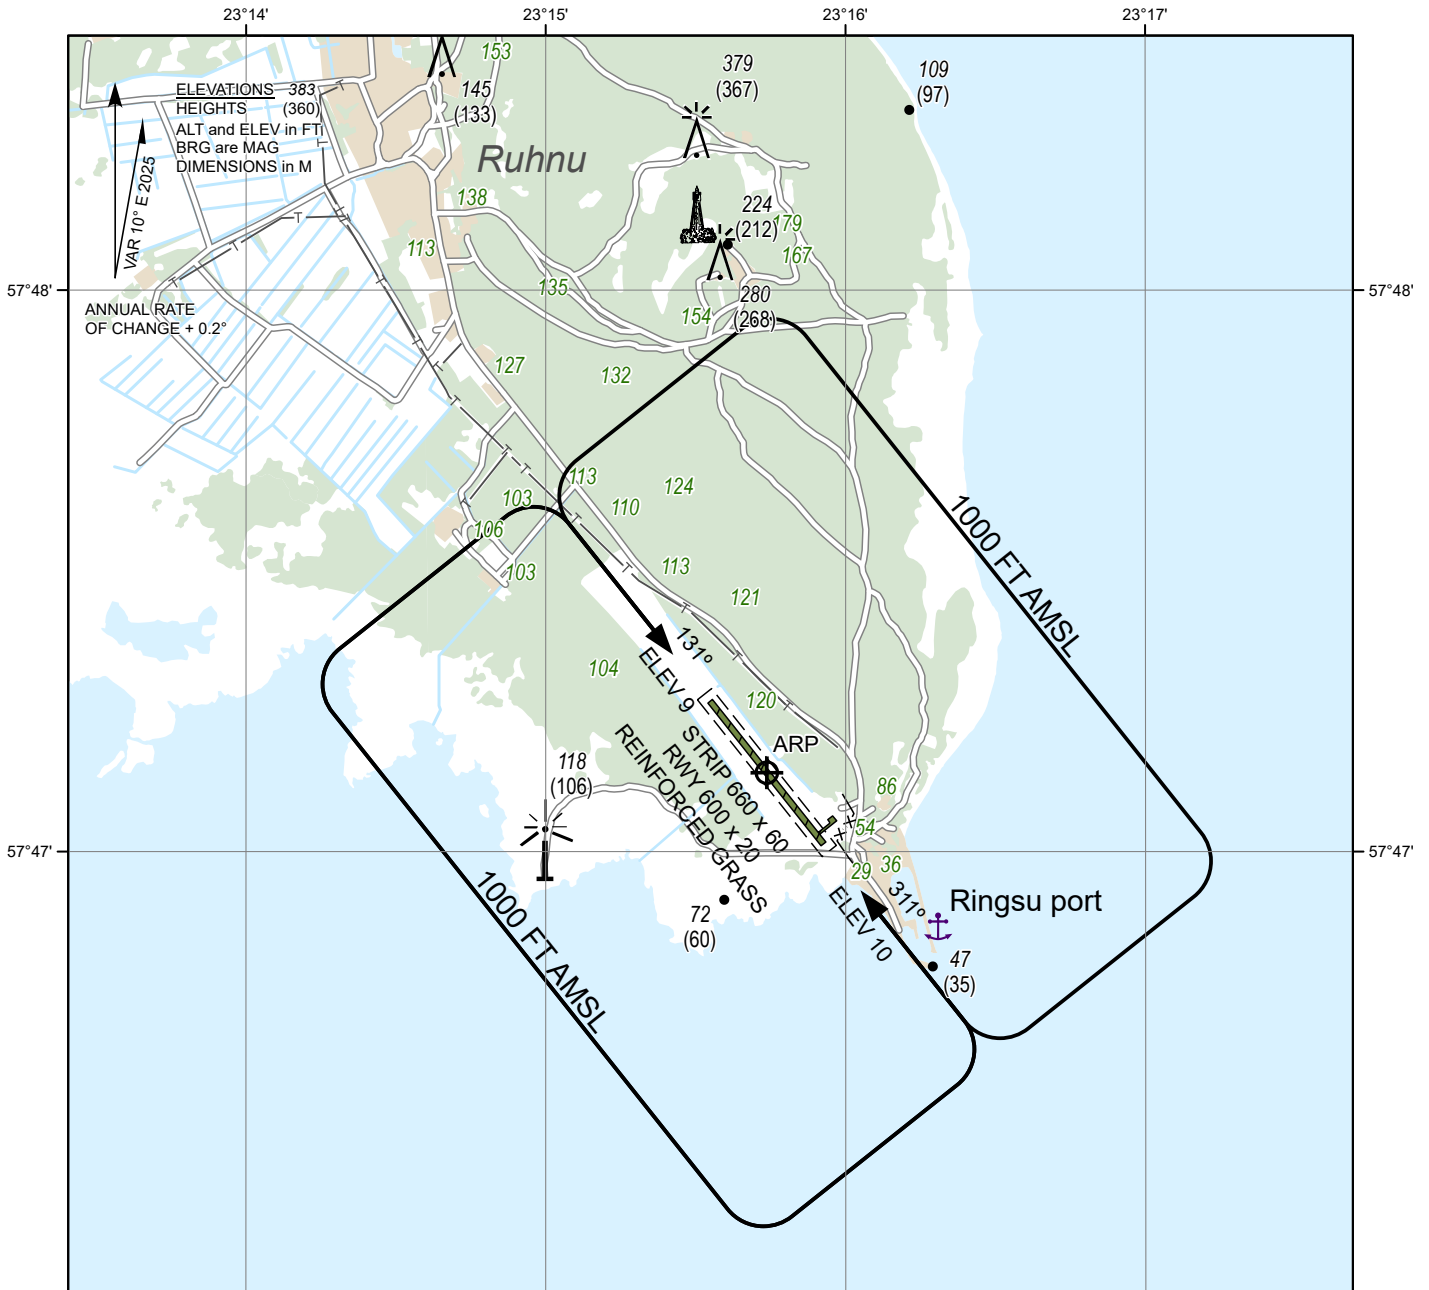 23°14'
23°15'
23°16'
23°17'
153
379
(367)
109
(97)
ELEVATIONS 383
HEIGHTS (360)
ALT and ELEV in FT
BRG are MAG
DIMENSIONS in M
145
(133)
Ruhnu
VAR 10° E 2025
138
224
(212)
179
113
167
57°48'
57°48'
135
280
(268)
ANNUAL RATE
OF CHANGE + 0.2°
154
127
132
113
124
103
110
106
1000 FT AMSL
103
113
121
131°
104
ELEV 9
120
STRIP 660 x 60
RWY 600 x 20
REINFORCED GRASS
ARP
118
(106)
86
54
57°47'
57°47'
29
36
311°
ELEV 10
Ringsu port
1000 FT AMSL
72
(60)
47
(35)